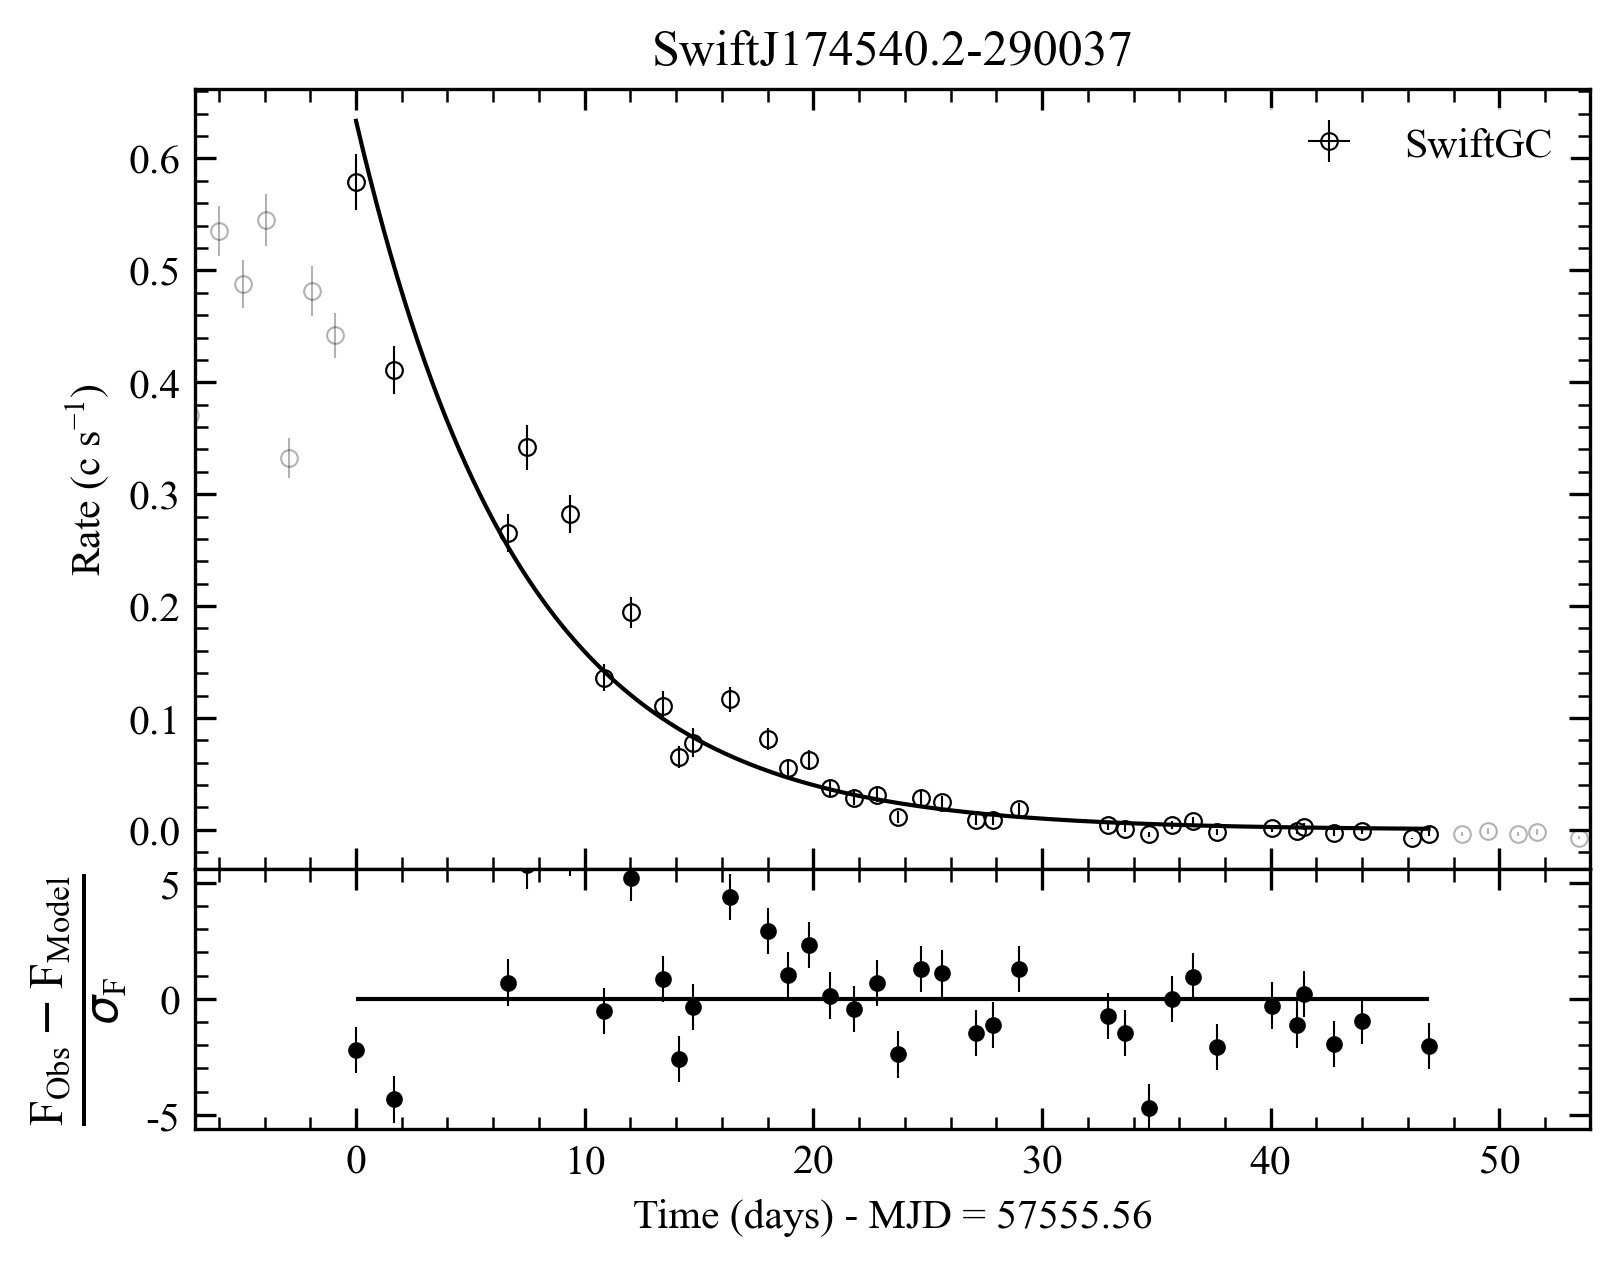 SwiftJ174540.2-290037
SwiftGC
Rate (c s⁻¹)
0.6
0.5
0.4
0.3
0.2
0.1
0.0
F_Obs − F_Model
σ_F
5
0
-5
0 10 20 30 40 50
Time (days) - MJD = 57555.56